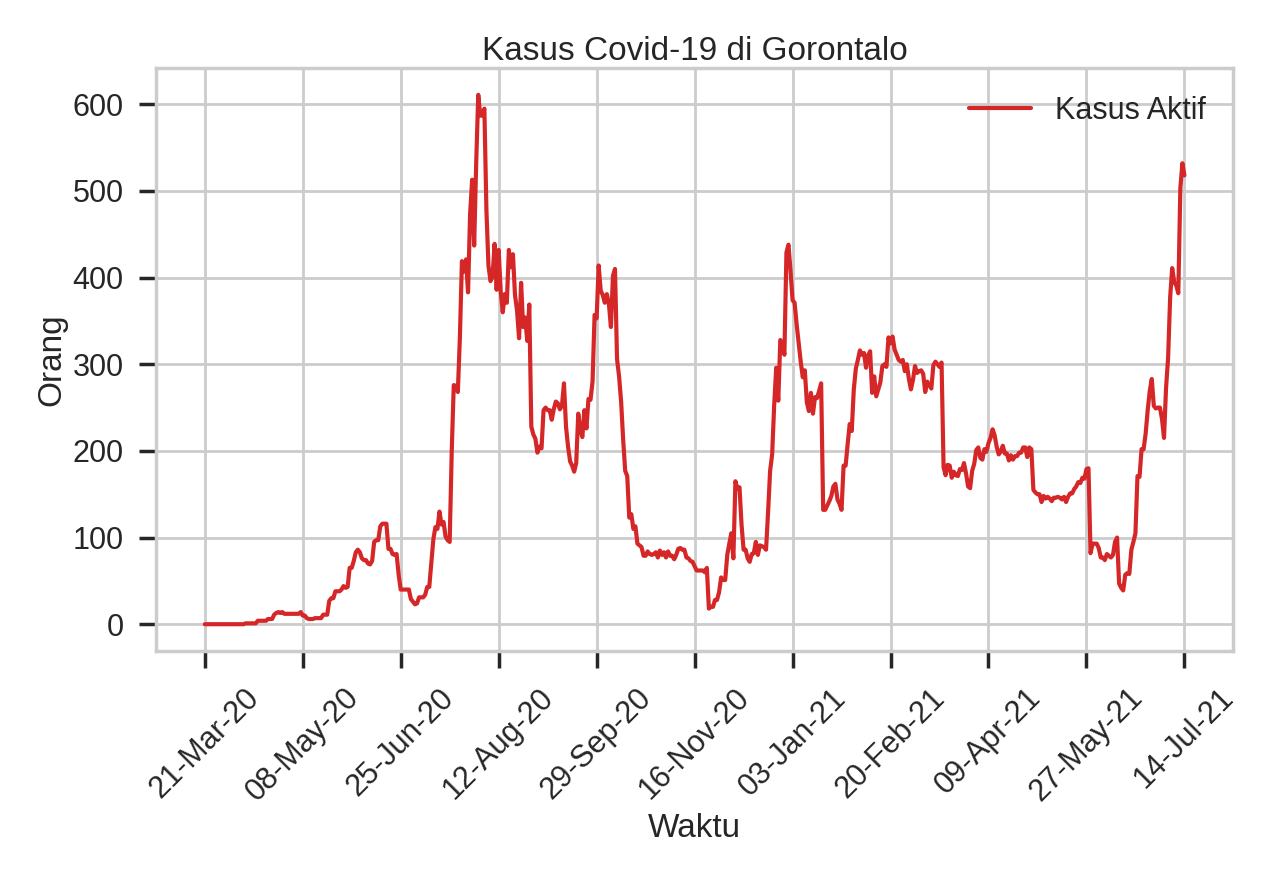 Kasus Covid-19 di Gorontalo
Kasus Aktif
600
500
400
300
200
100
0
Orang
21-Mar-20
08-May-20
25-Jun-20
12-Aug-20
29-Sep-20
16-Nov-20
03-Jan-21
20-Feb-21
09-Apr-21
27-May-21
14-Jul-21
Waktu